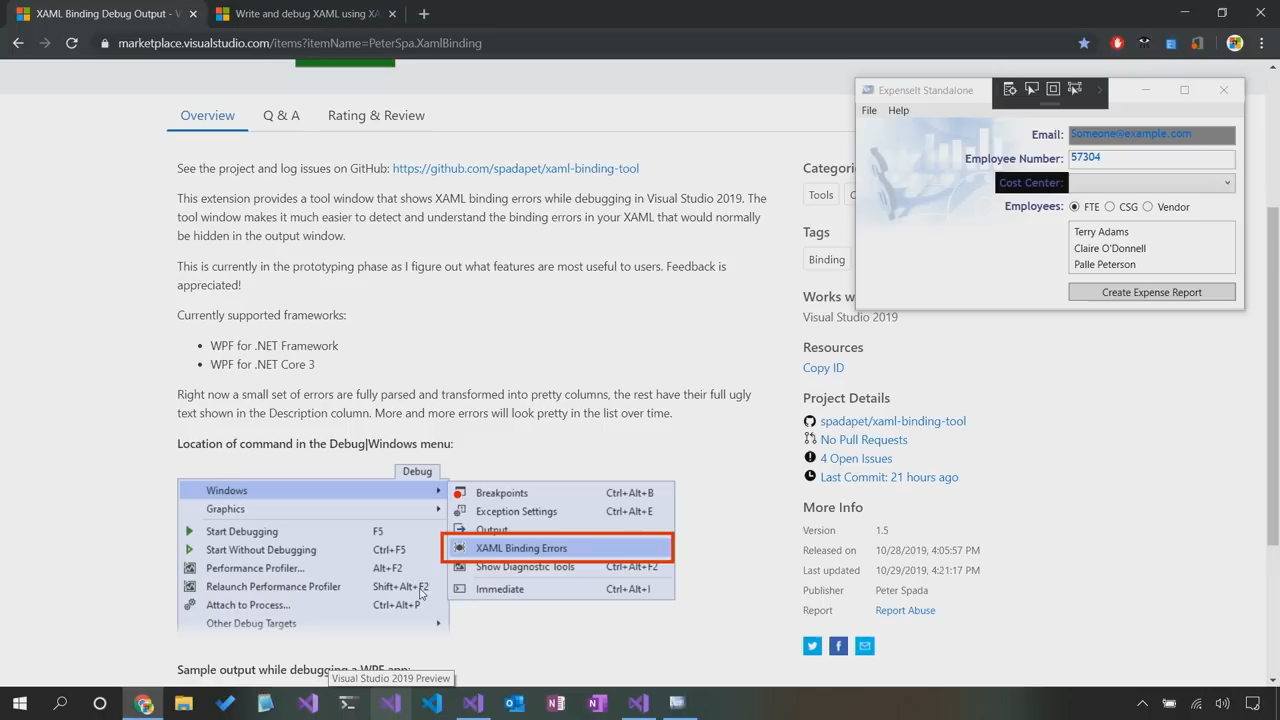 XAML Binding Debug Output - V
Write and debug XAML using XA
marketplace.visualstudio.com/items?itemName=PeterSpa.XamlBinding
Overview
Q & A
Rating & Review
See the project and log issues on GitHub: https://github.com/spadapet/xaml-binding-tool
This extension provides a tool window that shows XAML binding errors while debugging in Visual Studio 2019. The
tool window makes it much easier to detect and understand the binding errors in your XAML that would normally
be hidden in the output window.
This is currently in the prototyping phase as I figure out what features are most useful to users. Feedback is
appreciated!
Currently supported frameworks:
• WPF for .NET Framework
• WPF for .NET Core 3
Right now a small set of errors are fully parsed and transformed into pretty columns, the rest have their full ugly
text shown in the Description column. More and more errors will look pretty in the list over time.
Location of command in the Debug|Windows menu:
Debug
Windows
Graphics
Start Debugging F5
Start Without Debugging Ctrl+F5
Performance Profiler... Alt+F2
Relaunch Performance Profiler Shift+Alt+F2
Attach to Process... Ctrl+Alt+P
Other Debug Targets
Breakpoints Ctrl+Alt+B
Exception Settings Ctrl+Alt+E
Output
XAML Binding Errors
Show Diagnostic Tools Ctrl+Alt+F2
Immediate Ctrl+Alt+I
Sample output while debugging a WPF app:
Visual Studio 2019 Preview
Categori
Tools
Tags
Binding
Works w
Visual Studio 2019
Resources
Copy ID
Project Details
spadapet/xaml-binding-tool
No Pull Requests
4 Open Issues
Last Commit: 21 hours ago
More Info
Version 1.5
Released on 10/28/2019, 4:05:57 PM
Last updated 10/29/2019, 4:21:17 PM
Publisher Peter Spada
Report Report Abuse
ExpenseIt Standalone
File Help
Email: Someone@example.com
Employee Number: 57304
Cost Center:
Employees: FTE CSG Vendor
Terry Adams
Claire O'Donnell
Palle Peterson
Create Expense Report